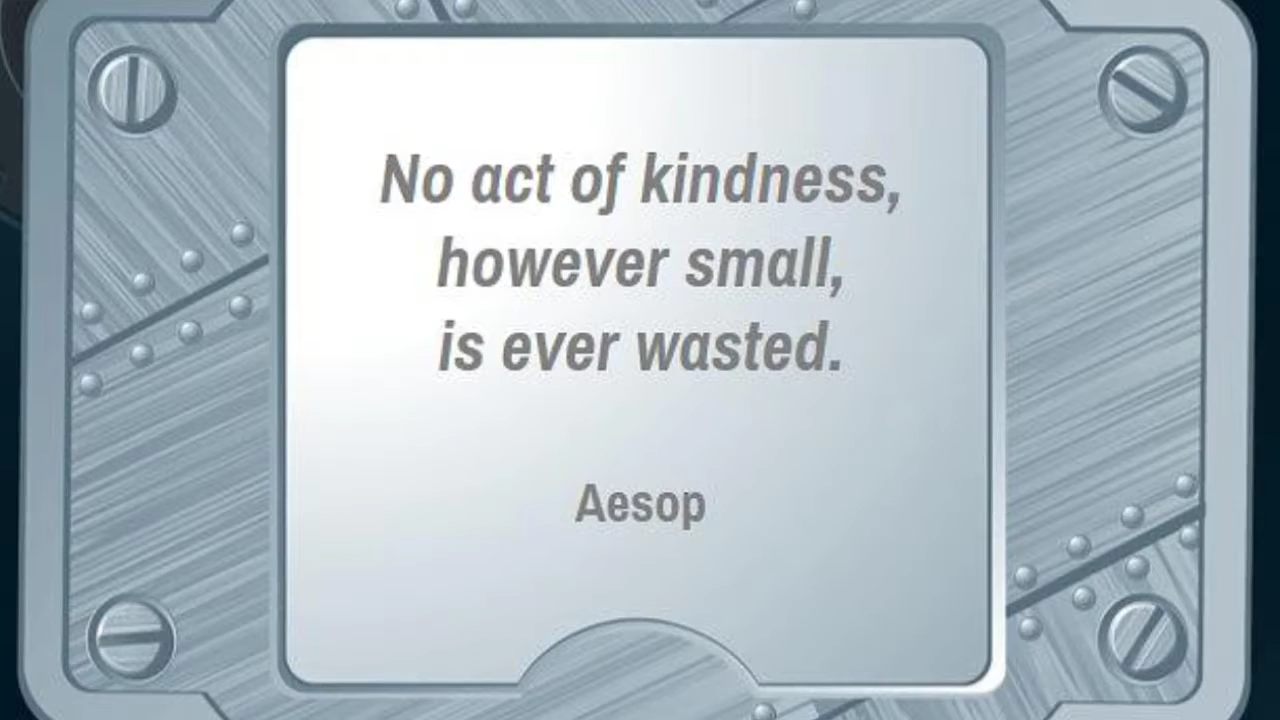 No act of kindness,
however small,
is ever wasted.
Aesop